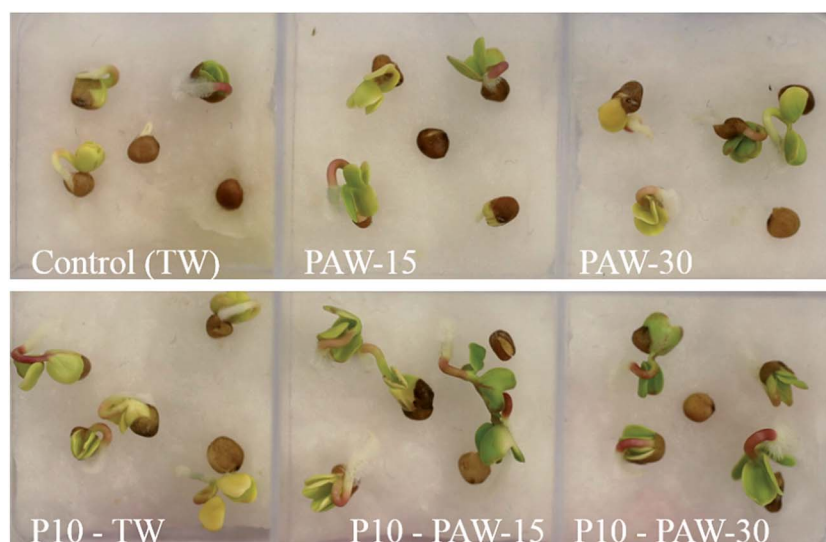 Control (TW)
PAW-15
PAW-30
P10 - TW
P10 - PAW-15
P10 - PAW-30